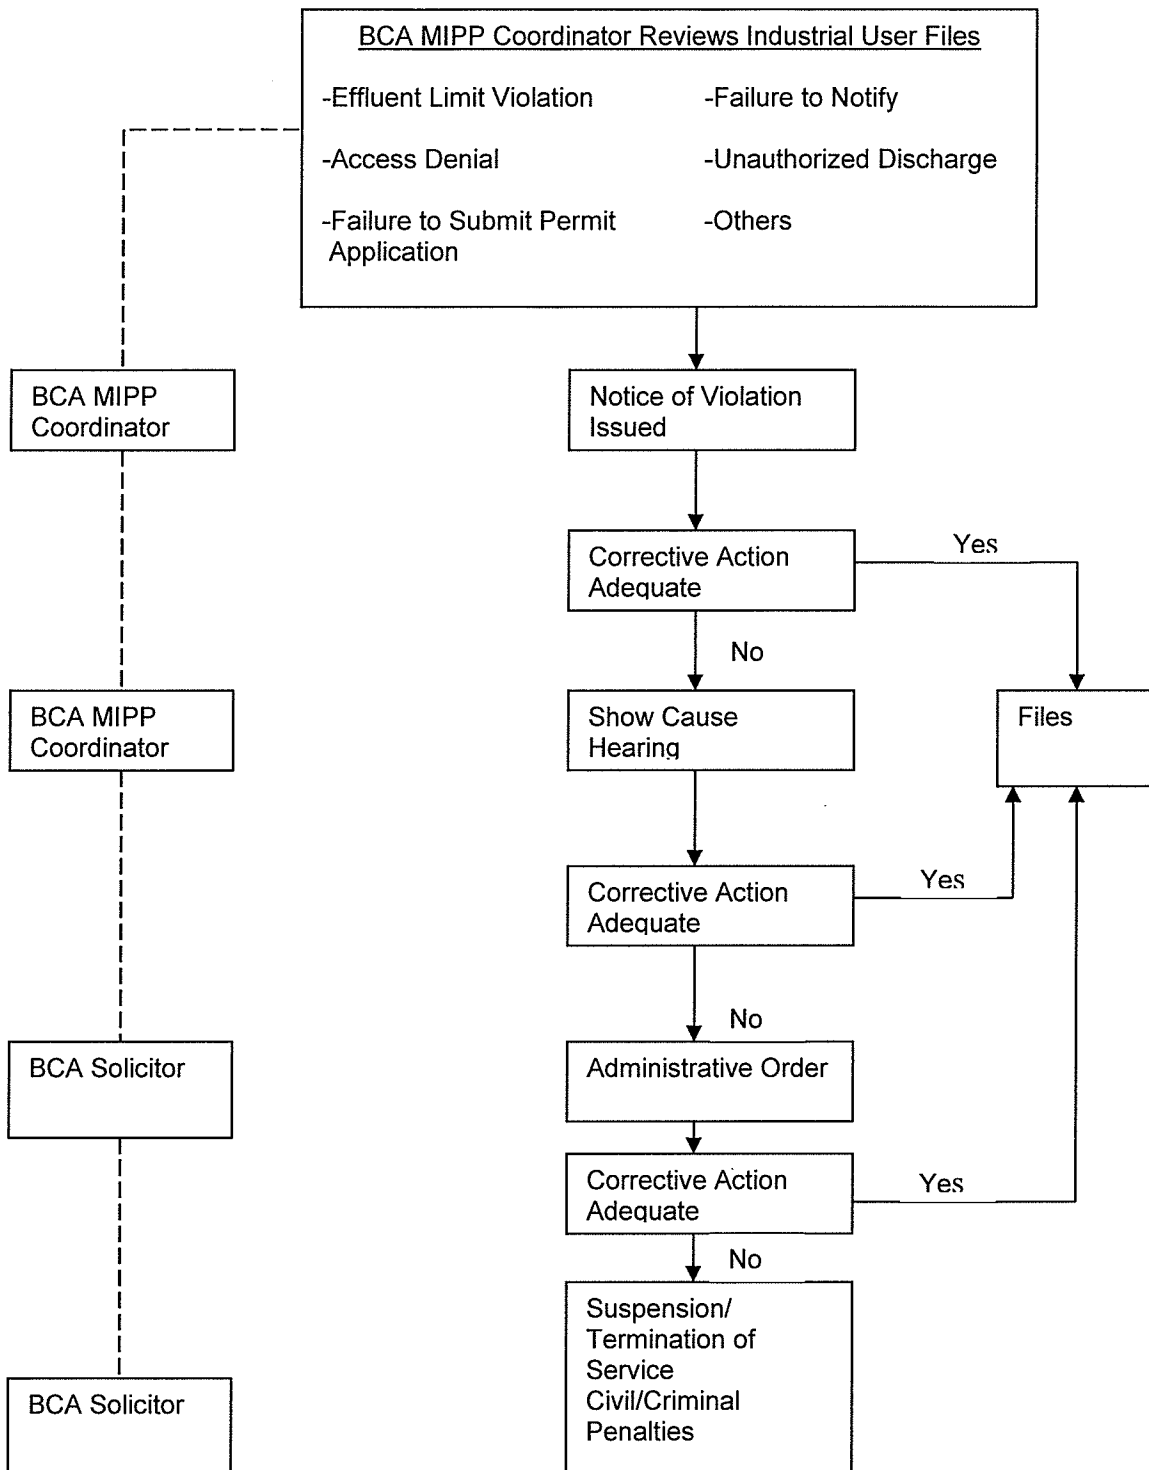 BCA MIPP Coordinator Reviews Industrial User Files
-Effluent Limit Violation
-Failure to Notify
-Access Denial
-Unauthorized Discharge
-Failure to Submit Permit
Application
-Others
BCA MIPP
Coordinator
Notice of Violation
Issued
Corrective Action
Adequate
Yes
No
BCA MIPP
Coordinator
Show Cause
Hearing
Files
Corrective Action
Adequate
Yes
No
BCA Solicitor
Administrative Order
Corrective Action
Adequate
Yes
No
BCA Solicitor
Suspension/
Termination of
Service
Civil/Criminal
Penalties